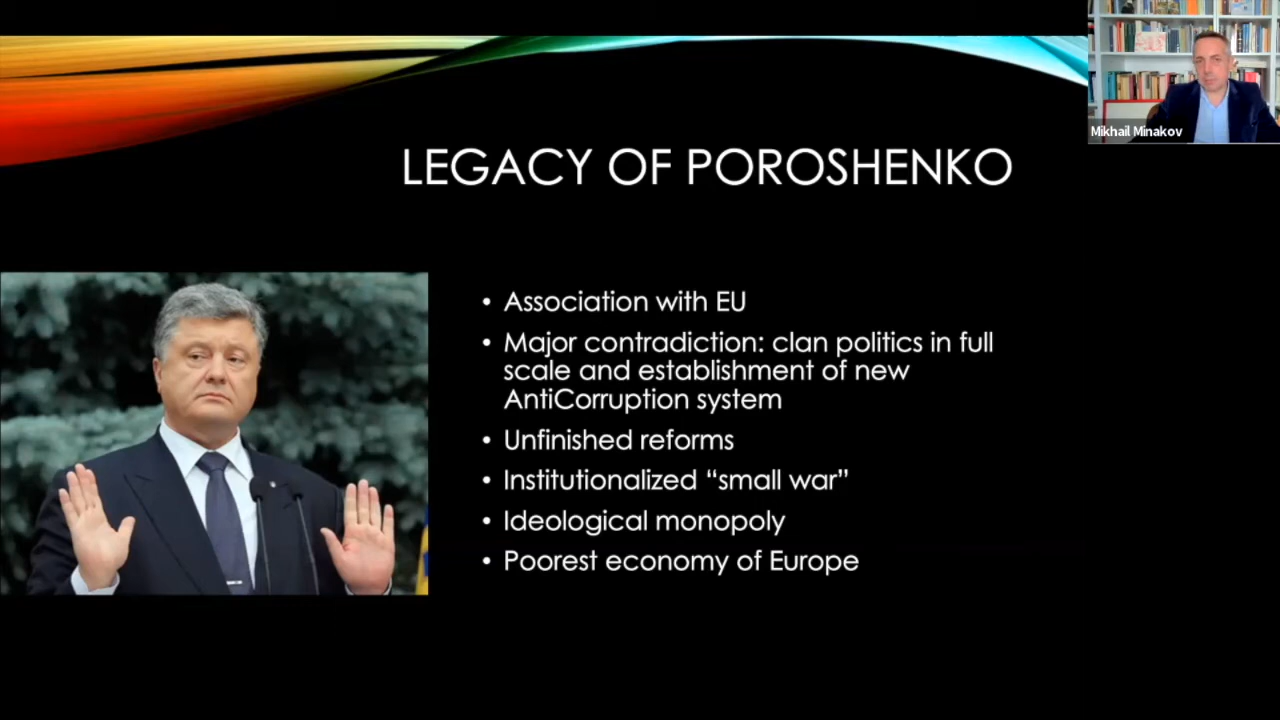 Mikhail Minakov
LEGACY OF POROSHENKO
• Association with EU
• Major contradiction: clan politics in full
scale and establishment of new
AntiCorruption system
• Unfinished reforms
• Institutionalized “small war”
• Ideological monopoly
• Poorest economy of Europe